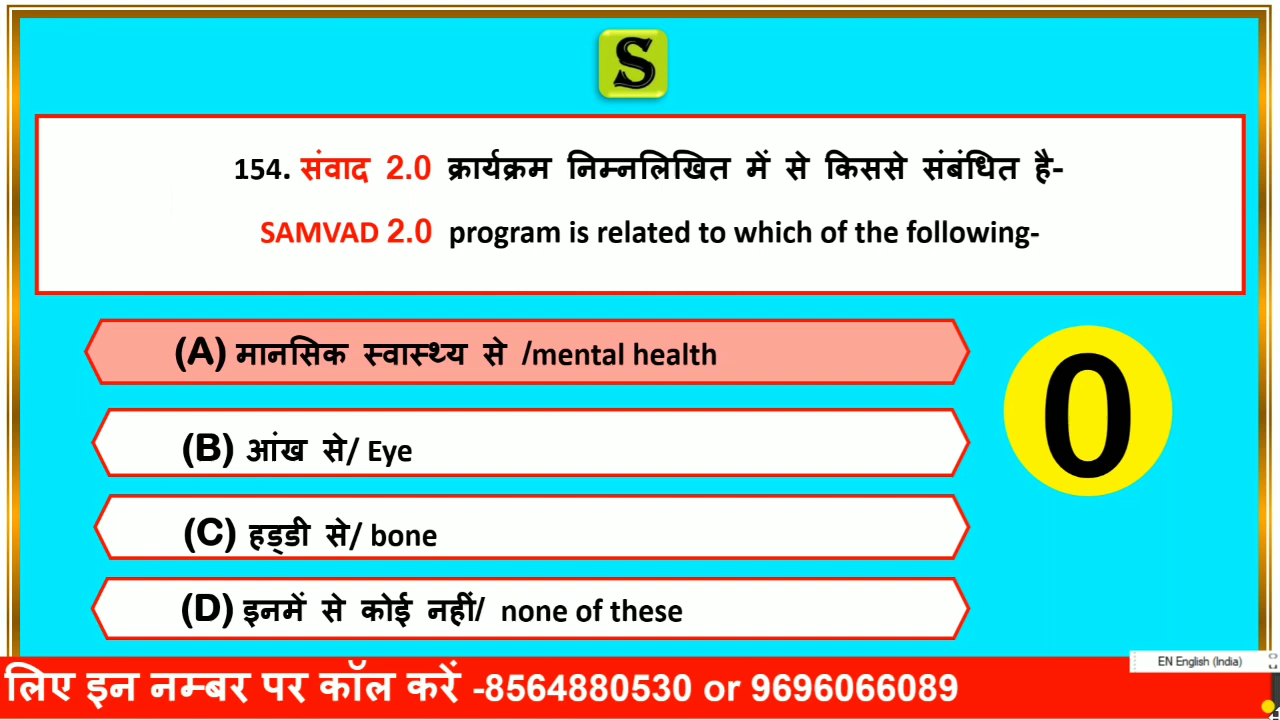 S
154. संवाद 2.0 क्रार्यक्रम निम्नलिखित में से किससे संबंधित है-
SAMVAD 2.0 program is related to which of the following-
(A) मानसिक स्वास्थ्य से /mental health
(B) आंख से/ Eye
(C) हड्डी से/ bone
(D) इनमें से कोई नहीं/ none of these
0
EN English (India)
लिए इन नम्बर पर कॉल करें -8564880530 or 9696066089